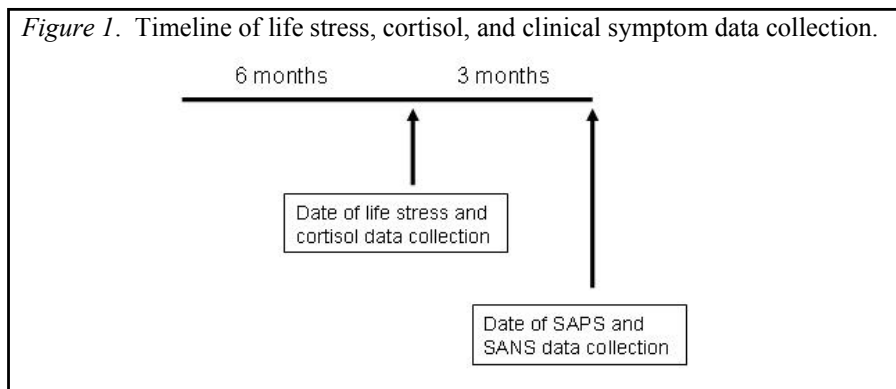 Figure 1. Timeline of life stress, cortisol, and clinical symptom data collection.
6 months 3 months
Date of life stress and
cortisol data collection
Date of SAPS and
SANS data collection